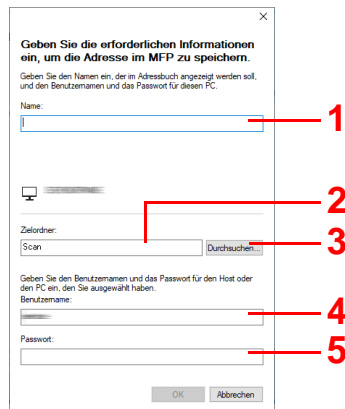 Geben Sie die erforderlichen Informationen
ein, um die Adresse im MFP zu speichern.
Geben Sie den Namen ein, der im Adressbuch angezeigt werden soll,
und den Benutzernamen und das Passwort für diesen PC.
Name:
1
2
Zielordner:
Scan
Durchsuchen...
3
Geben Sie den Benutzernamen und das Passwort für den Host oder
den PC ein, den Sie ausgewählt haben.
Benutzername:
4
Passwort:
5
OK
Abbrechen